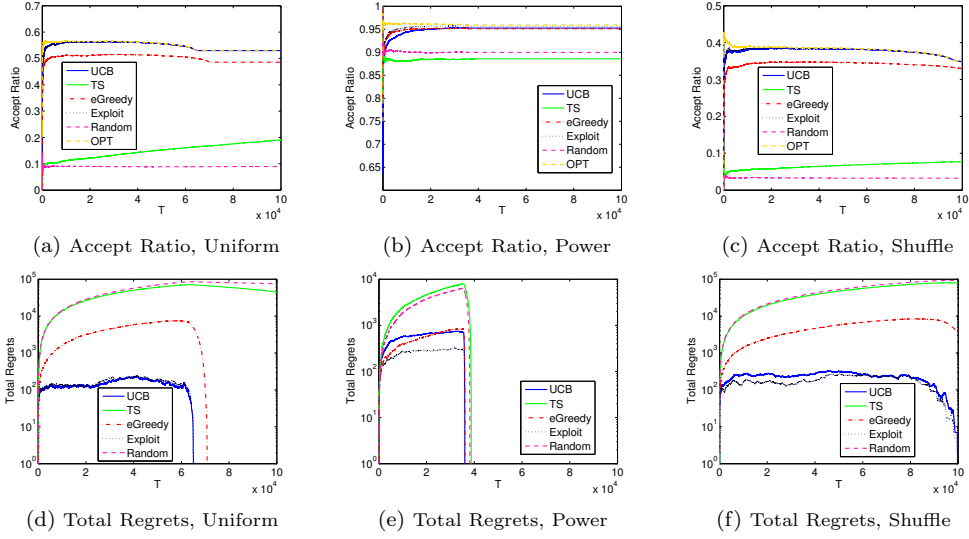 0.7
0.6
0.5
0.4
0.3
0.2
0.1
0
Accept Ratio
UCB
TS
eGreedy
Exploit
Random
OPT
0 2 4 6 8 10
T
x 10^4
(a) Accept Ratio, Uniform
1
0.95
0.9
0.85
0.8
0.75
0.7
0.65
Accept Ratio
UCB
TS
eGreedy
Exploit
Random
OPT
0 2 4 6 8 10
T
x 10^4
(b) Accept Ratio, Power
0.5
0.4
0.3
0.2
0.1
0
Accept Ratio
UCB
TS
eGreedy
Exploit
Random
OPT
0 2 4 6 8 10
T
x 10^4
(c) Accept Ratio, Shuffle
10^5
10^4
10^3
10^2
10^1
10^0
Total Regrets
UCB
TS
eGreedy
Exploit
Random
0 2 4 6 8 10
T
x 10^4
(d) Total Regrets, Uniform
10^4
10^3
10^2
10^1
10^0
Total Regrets
UCB
TS
eGreedy
Exploit
Random
0 2 4 6 8 10
T
x 10^4
(e) Total Regrets, Power
10^5
10^4
10^3
10^2
10^1
10^0
Total Regrets
UCB
TS
eGreedy
Exploit
Random
0 2 4 6 8 10
T
x 10^4
(f) Total Regrets, Shuffle